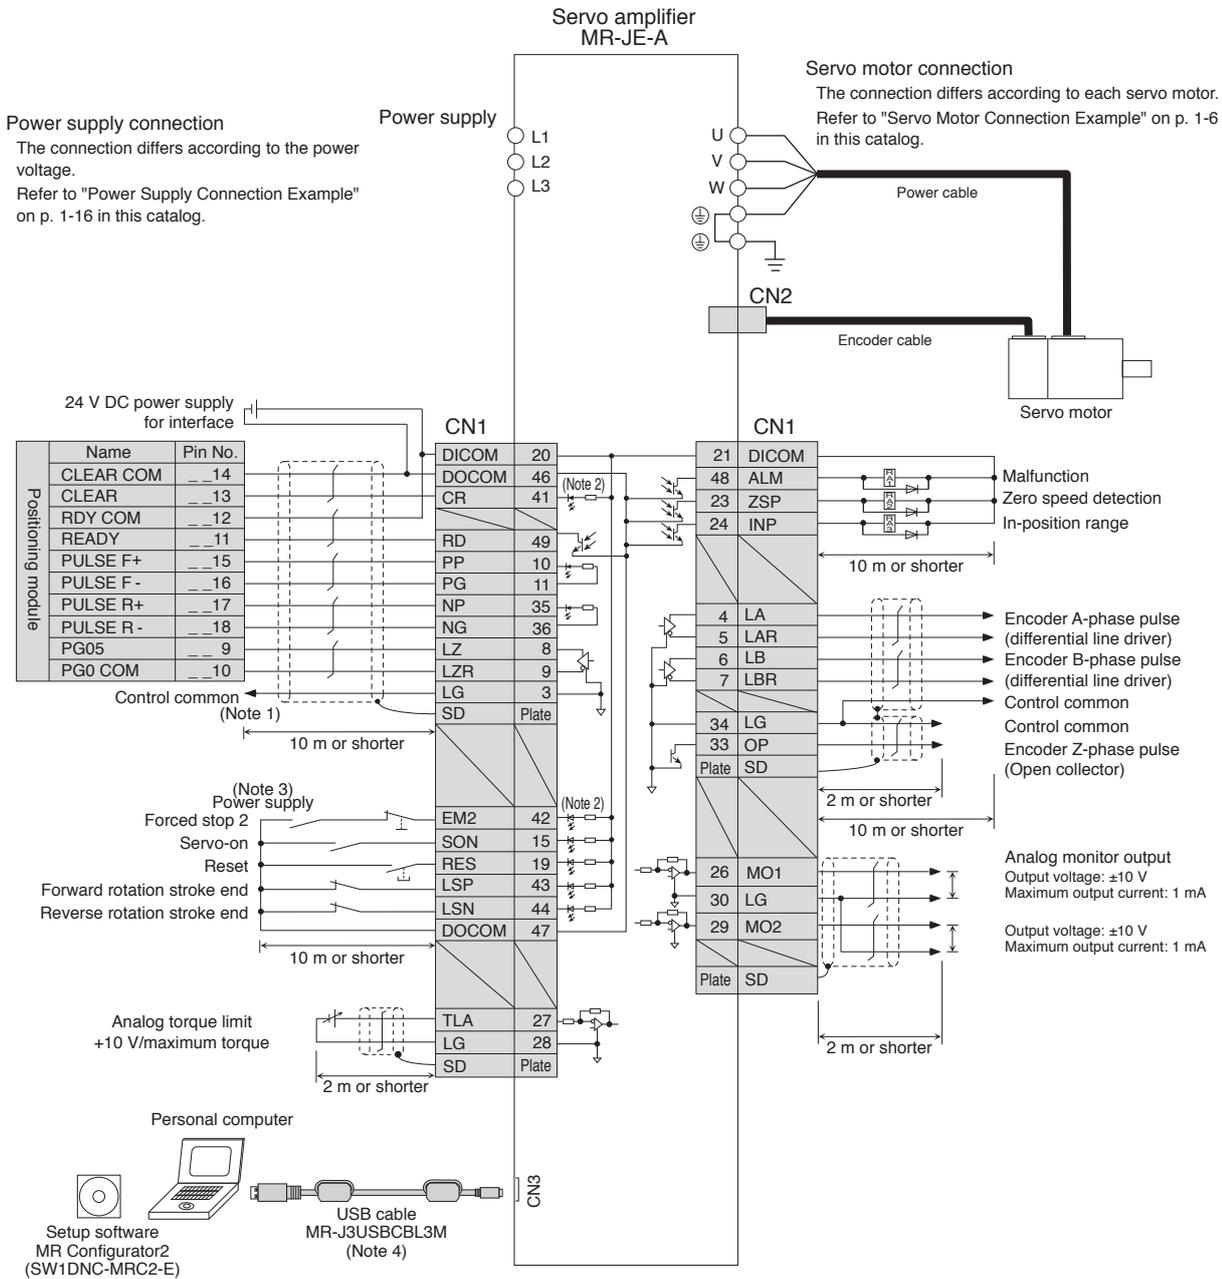 Servo amplifier
MR-JE-A
Servo motor connection
The connection differs according to each servo motor.
Refer to "Servo Motor Connection Example" on p. 1-6
in this catalog.
Power supply connection
The connection differs according to the power
voltage.
Refer to "Power Supply Connection Example"
on p. 1-16 in this catalog.
Power supply
L1
L2
L3
U
V
W
Power cable
CN2
Encoder cable
Servo motor
24 V DC power supply
for interface
Positioning module
Name Pin No.
CLEAR COM _ _14
CLEAR _ _13
RDY COM _ _12
READY _ _11
PULSE F+ _ _15
PULSE F - _ _16
PULSE R+ _ _17
PULSE R - _ _18
PG05 _ _ 9
PG0 COM _ _10
Control common
(Note 1)
10 m or shorter
CN1
DICOM 20
DOCOM 46
CR 41
RD 49
PP 10
PG 11
NP 35
NG 36
LZ 8
LZR 9
LG 3
SD Plate
(Note 2)
(Note 3)
Power supply
Forced stop 2
Servo-on
Reset
Forward rotation stroke end
Reverse rotation stroke end
10 m or shorter
EM2 42
SON 15
RES 19
LSP 43
LSN 44
DOCOM 47
(Note 2)
Analog torque limit
+10 V/maximum torque
2 m or shorter
TLA 27
LG 28
SD Plate
CN1
21 DICOM
48 ALM
23 ZSP
24 INP
RA1
RA2
RA3
Malfunction
Zero speed detection
In-position range
10 m or shorter
4 LA
5 LAR
6 LB
7 LBR
34 LG
33 OP
Plate SD
Encoder A-phase pulse
(differential line driver)
Encoder B-phase pulse
(differential line driver)
Control common
Control common
Encoder Z-phase pulse
(Open collector)
2 m or shorter
10 m or shorter
26 MO1
30 LG
29 MO2
Plate SD
Analog monitor output
Output voltage: ±10 V
Maximum output current: 1 mA
Output voltage: ±10 V
Maximum output current: 1 mA
2 m or shorter
Personal computer
Setup software
MR Configurator2
(SW1DNC-MRC2-E)
USB cable
MR-J3USBCBL3M
(Note 4)
CN3